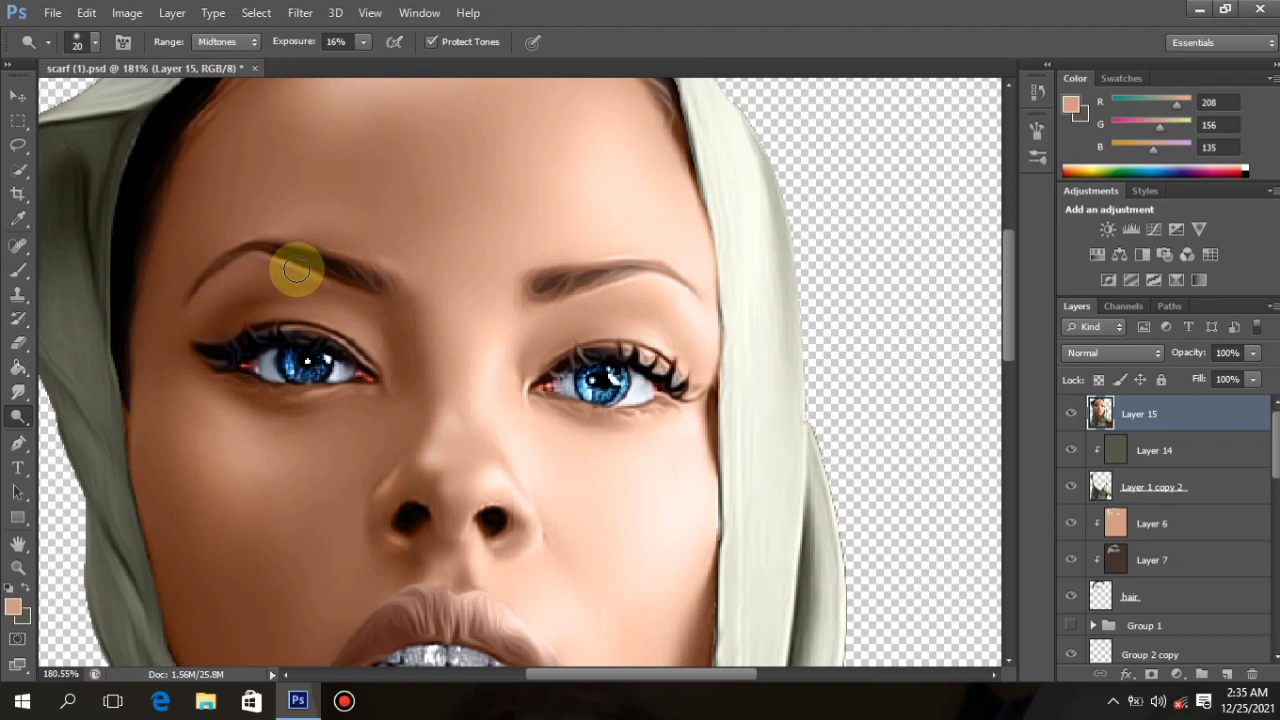 Ps File Edit Image Layer Type Select Filter 3D View Window Help
20 Range: Midtones Exposure: 16% Protect Tones Essentials
scarf (1).psd @ 181% (Layer 15, RGB/8) *
Color Swatches
R 208
G 156
B 135
Adjustments Styles
Add an adjustment
Layers Channels Paths
Kind
Normal Opacity: 100%
Lock: Fill: 100%
Layer 15
Layer 14
Layer 1 copy 2
Layer 6
Layer 7
hair
Group 1
Group 2 copy
180.55% Doc: 1.56M/25.8M
Ps
2:35 AM
12/25/2021